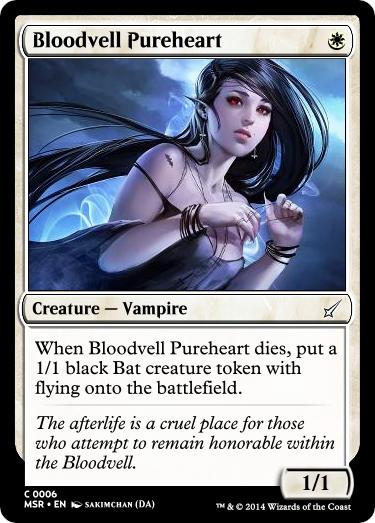 Bloodvell Pureheart
Creature — Vampire
When Bloodvell Pureheart dies, put a
1/1 black Bat creature token with
flying onto the battlefield.
The afterlife is a cruel place for those
who attempt to remain honorable within
the Bloodvell.
1/1
C 0006
MSR • EN SAKIMCHAN (DA)
™ & © 2014 Wizards of the Coast